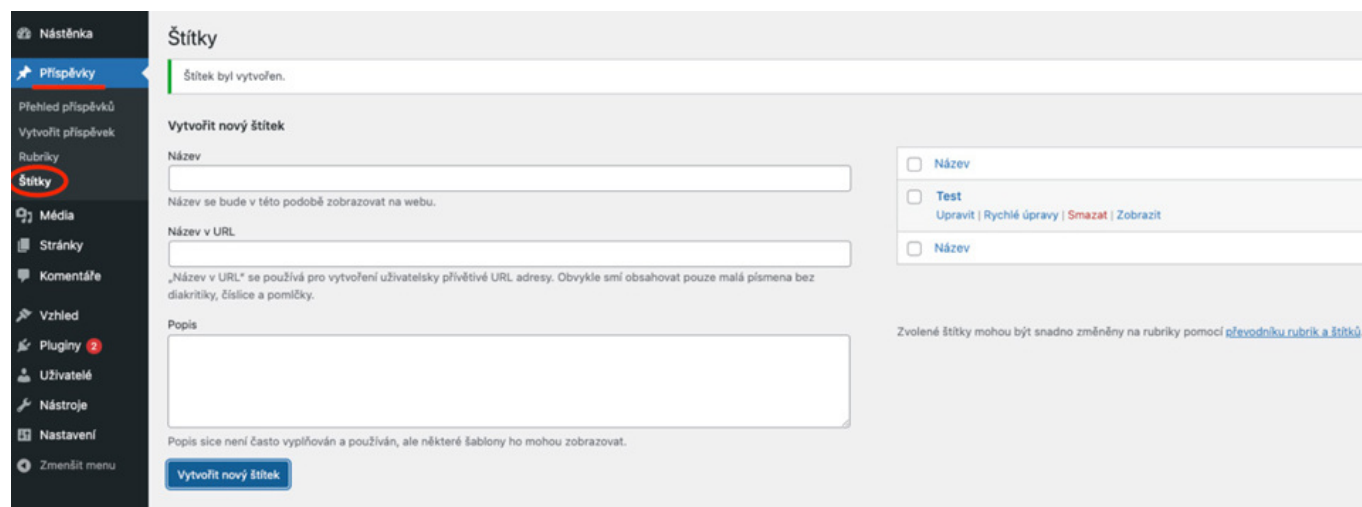 Nástěnka
Příspěvky
Přehled příspěvků
Vytvořit příspěvek
Rubriky
Štítky
Média
Stránky
Komentáře
Vzhled
Pluginy 2
Uživatelé
Nástroje
Nastavení
Zmenšit menu
Štítky
Štítek byl vytvořen.
Vytvořit nový štítek
Název
Název se bude v této podobě zobrazovat na webu.
Název v URL
„Název v URL“ se používá pro vytvoření uživatelsky přívětivé URL adresy. Obvykle smí obsahovat pouze malá písmena bez
diakritiky, číslice a pomlčky.
Popis
Popis sice není často vyplňován a používán, ale některé šablony ho mohou zobrazovat.
Vytvořit nový štítek
Název
Test
Upravit | Rychlé úpravy | Smazat | Zobrazit
Název
Zvolené štítky mohou být snadno změněny na rubriky pomocí převodníku rubrik a štítků